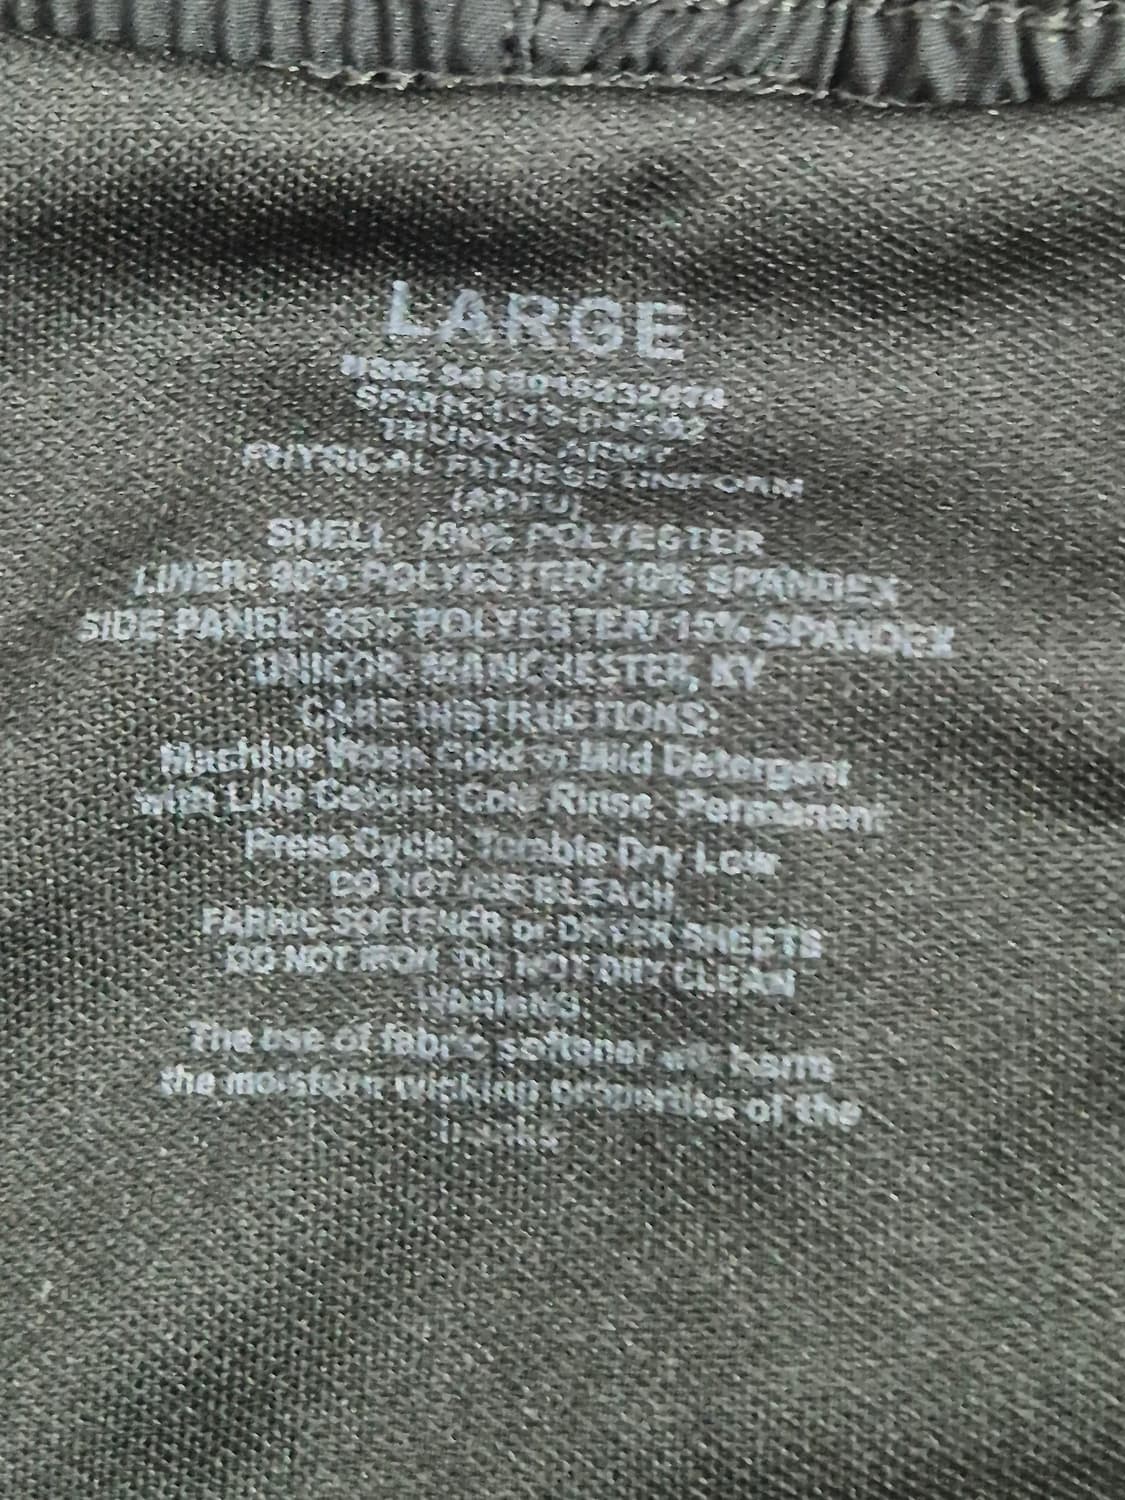 LARGE
TRUNKS, ARMY
PHYSICAL FITNESS UNIFORM
(APFU)
SHELL: 100% POLYESTER
LINER: 90% POLYESTER/ 10% SPANDEX
SIDE PANEL: 85% POLYESTER/ 15% SPANDEX
UNICOR, MANCHESTER, KY
CARE INSTRUCTIONS:
Machine Wash Cold in Mild Detergent
with Like Colors. Cold Rinse. Permanent
Press Cycle. Tumble Dry Low
DO NOT USE BLEACH
FABRIC SOFTENER or DRYER SHEETS
DO NOT IRON DO NOT DRY CLEAN
WARNING
The use of fabric softener will harm
the moisture wicking properties of the
trunks